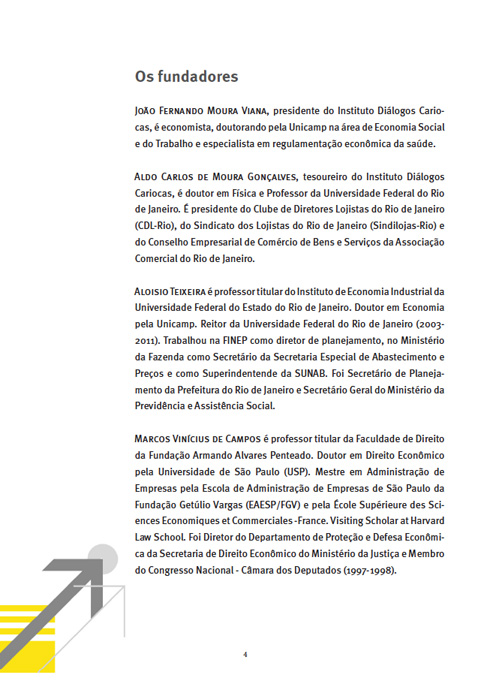 Os fundadores
João Fernando Moura Viana, presidente do Instituto Diálogos Cario-
cas, é economista, doutorando pela Unicamp na área de Economia Social
e do Trabalho e especialista em regulamentação econômica da saúde.
Aldo Carlos de Moura Gonçalves, tesoureiro do Instituto Diálogos
Cariocas, é doutor em Física e Professor da Universidade Federal do Rio
de Janeiro. É presidente do Clube de Diretores Lojistas do Rio de Janeiro
(CDL-Rio), do Sindicato dos Lojistas do Rio de Janeiro (Sindilojas-Rio) e
do Conselho Empresarial de Comércio de Bens e Serviços da Associação
Comercial do Rio de Janeiro.
Aloisio Teixeira é professor titular do Instituto de Economia Industrial da
Universidade Federal do Estado do Rio de Janeiro. Doutor em Economia
pela Unicamp. Reitor da Universidade Federal do Rio de Janeiro (2003-
2011). Trabalhou na FINEP como diretor de planejamento, no Ministério
da Fazenda como Secretário da Secretaria Especial de Abastecimento e
Preços e como Superindentende da SUNAB. Foi Secretário de Planeja-
mento da Prefeitura do Rio de Janeiro e Secretário Geral do Ministério da
Previdência e Assistência Social.
Marcos Vinícius de Campos é professor titular da Faculdade de Direito
da Fundação Armando Alvares Penteado. Doutor em Direito Econômico
pela Universidade de São Paulo (USP). Mestre em Administração de
Empresas pela Escola de Administração de Empresas de São Paulo da
Fundação Getúlio Vargas (EAESP/FGV) e pela École Supérieure des Sci-
ences Economiques et Commerciales -France. Visiting Scholar at Harvard
Law School. Foi Diretor do Departamento de Proteção e Defesa Econômi-
ca da Secretaria de Direito Econômico do Ministério da Justiça e Membro
do Congresso Nacional - Câmara dos Deputados (1997-1998).
4